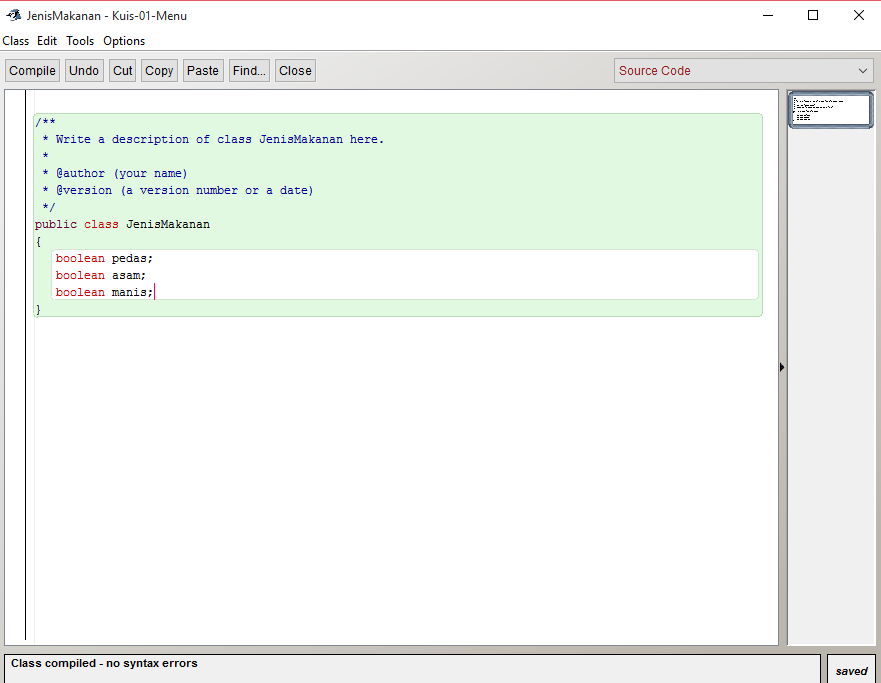 JenisMakanan - Kuis-01-Menu
Class Edit Tools Options
Compile Undo Cut Copy Paste Find... Close Source Code
/**
 * Write a description of class JenisMakanan here.
 *
 * @author (your name)
 * @version (a version number or a date)
 */
public class JenisMakanan
{
boolean pedas;
boolean asam;
boolean manis;
}
Class compiled - no syntax errors
saved